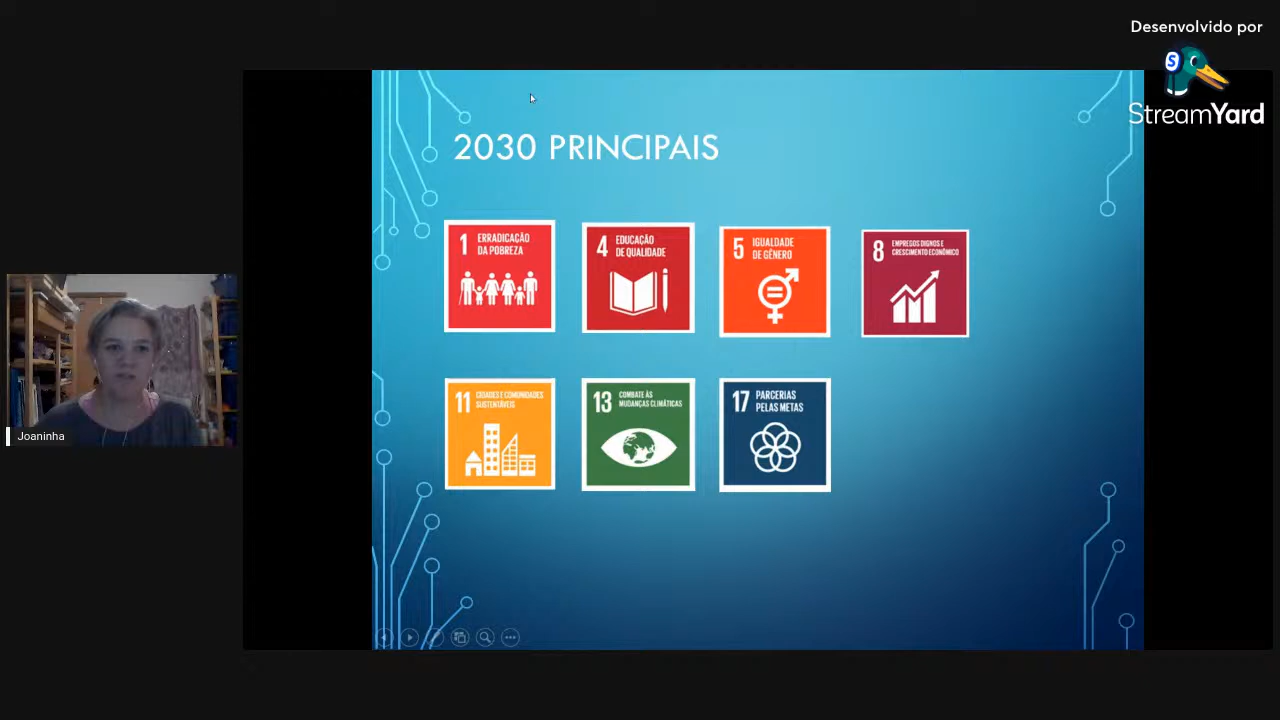 Desenvolvido por
S
StreamYard
2030 PRINCIPAIS
1 ERRADICAÇÃO
DA POBREZA
4 EDUCAÇÃO
DE QUALIDADE
5 IGUALDADE
DE GÊNERO
8 EMPREGOS DIGNOS E
CRESCIMENTO ECONÔMICO
11 CIDADES E COMUNIDADES
SUSTENTÁVEIS
13 COMBATE ÀS
MUDANÇAS CLIMÁTICAS
17 PARCERIAS
PELAS METAS
Joaninha